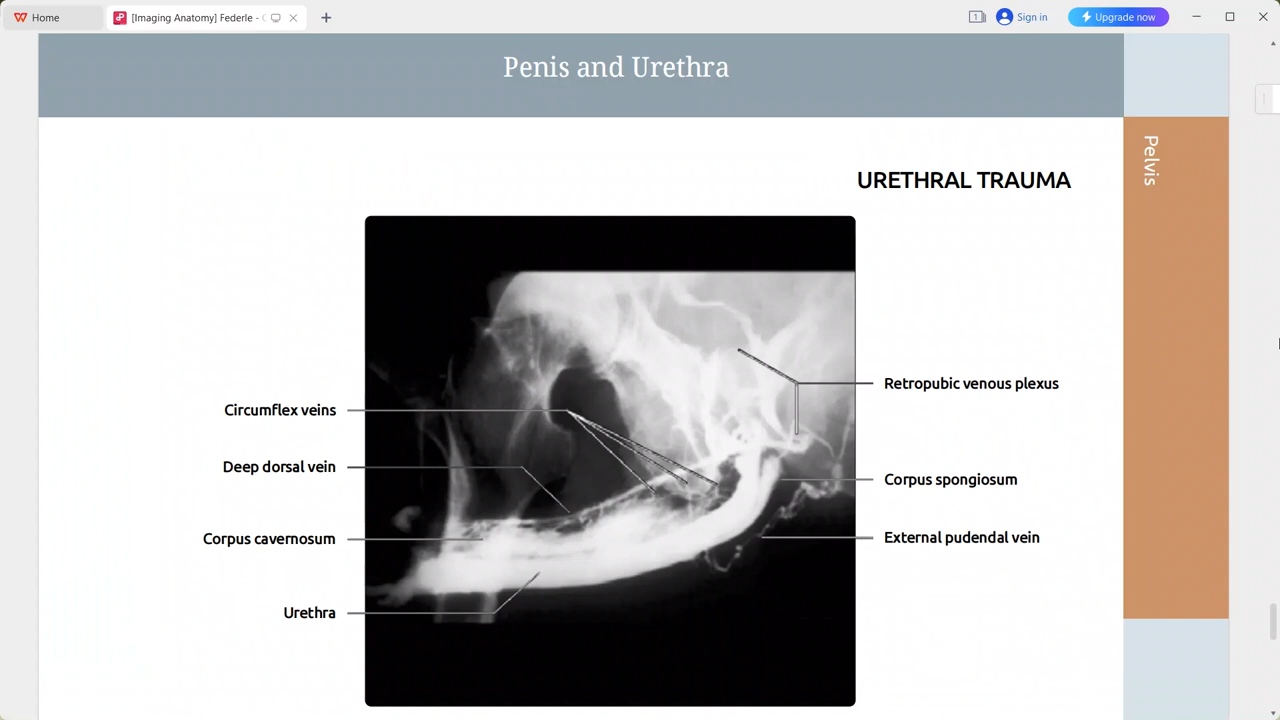 Home
[Imaging Anatomy] Federle - C
1
Sign in
Upgrade now
Penis and Urethra
Pelvis
URETHRAL TRAUMA
Circumflex veins
Deep dorsal vein
Corpus cavernosum
Urethra
Retropubic venous plexus
Corpus spongiosum
External pudendal vein